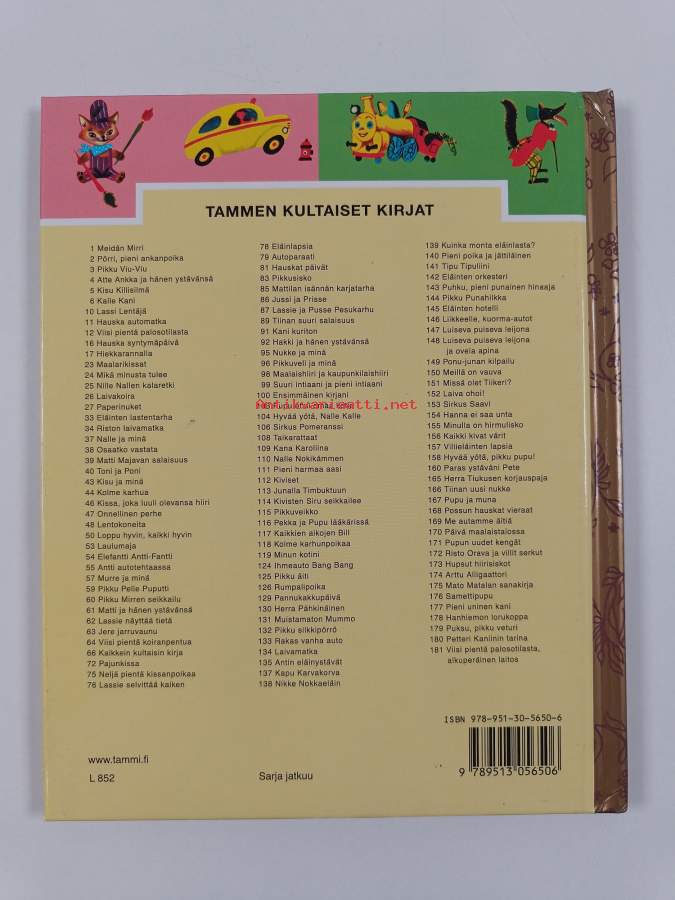 TAMMEN KULTAISET KIRJAT
1 Meidän Mirri
2 Pörri, pieni ankanpoika
3 Pikku Viu-Viu
4 Atte Ankka ja hänen ystävänsä
5 Kisu Kiilisilmä
6 Kalle Kani
10 Lassi Lentäjä
11 Hauska automatka
12 Viisi pientä palosotilasta
16 Hauska syntymäpäivä
17 Hiekkarannalla
23 Maalarikissat
24 Mikä minusta tulee
25 Nille Nallen kalaretki
26 Laivakoira
27 Paperinuket
33 Eläinten lastentarha
34 Riston laivamatka
37 Nalle ja minä
38 Osaatko vastata
39 Matti Majavan salaisuus
40 Toni ja Poni
43 Kisu ja minä
44 Kolme karhua
46 Kissa, joka luuli olevansa hiiri
47 Onnellinen perhe
48 Lentokoneita
50 Loppu hyvin, kaikki hyvin
53 Laulumaja
54 Elefantti Antti-Fantti
55 Antti autotehtaassa
57 Murre ja minä
59 Pikku Pelle Puputti
60 Pikku Mirren seikkailu
61 Matti ja hänen ystävänsä
62 Lassie näyttää tietä
63 Jere jarruvaunu
64 Viisi pientä koiranpentua
66 Kaikkein kultaisin kirja
72 Pajunkissa
75 Neljä pientä kissanpoikaa
76 Lassie selvittää kaiken
78 Eläinlapsia
79 Autoparaati
81 Hauskat päivät
83 Pikkusisko
85 Mattilan isännän karjatarha
86 Jussi ja Prisse
87 Lassie ja Pusse Pesukarhu
89 Tiinan suuri salaisuus
91 Kani kuriton
92 Hakki ja hänen ystävänsä
95 Nukke ja minä
96 Pikkuveli ja minä
98 Maalaishiiri ja kaupunkilaishiiri
99 Suuri intiaani ja pieni intiaani
100 Ensimmäinen kirjani
Antikvariaatti.net
104 Hyvää yötä, Nalle Kalle
106 Sirkus Pomeranssi
108 Taikarattaat
109 Kana Karoliina
110 Nalle Nokikämmen
111 Pieni harmaa aasi
112 Kiviset
113 Junalla Timbuktuun
114 Kivisten Siru seikkailee
115 Pikkuveikko
116 Pekka ja Pupu lääkärissä
117 Kaikkien aikojen Bill
118 Kolme karhunpoikaa
119 Minun kotini
124 Ihmeauto Bang Bang
125 Pikku äiti
126 Rumpalipoika
129 Pannukakkupäivä
130 Herra Pähkinäinen
131 Muistamaton Mummo
132 Pikku silkkipörrö
133 Rakas vanha auto
134 Laivamatka
135 Antin eläinystävät
137 Kapu Karvakorva
138 Nikke Nokkaeläin
139 Kuinka monta eläinlasta?
140 Pieni poika ja jättiläinen
141 Tipu Tipuliini
142 Eläinten orkesteri
143 Puhku, pieni punainen hinaaja
144 Pikku Punahilkka
145 Eläinten hotelli
146 Liikkeelle, kuorma-autot
147 Luiseva puiseva leijona
148 Luiseva puiseva leijona
ja ovela apina
149 Ponu-junan kilpailu
150 Meillä on vauva
151 Missä olet Tiikeri?
152 Laiva ohoi!
153 Sirkus Saavi
154 Hanna ei saa unta
155 Minulla on hirmulisko
156 Kaikki kivat värit
157 Villieläinten lapsia
158 Hyvää yötä, pikku pupu!
160 Paras ystäväni Pete
165 Herra Tiukusen korjauspaja
166 Tiinan uusi nukke
167 Pupu ja muna
168 Possun hauskat vieraat
169 Me autamme äitiä
170 Päivä maalaistalossa
171 Pupun uudet kengät
172 Risto Orava ja villit serkut
173 Hupsut hiirisiskot
174 Arttu Alligaattori
175 Mato Matalan sanakirja
176 Samettipupu
177 Pieni uninen kani
178 Hanhiemon lorukoppa
179 Puksu, pikku veturi
180 Petteri Kaniinin tarina
181 Viisi pientä palosotilasta,
alkuperäinen laitos
ISBN 978-951-30-5650-6
9 789513 056506
www.tammi.fi
L 852
Sarja jatkuu